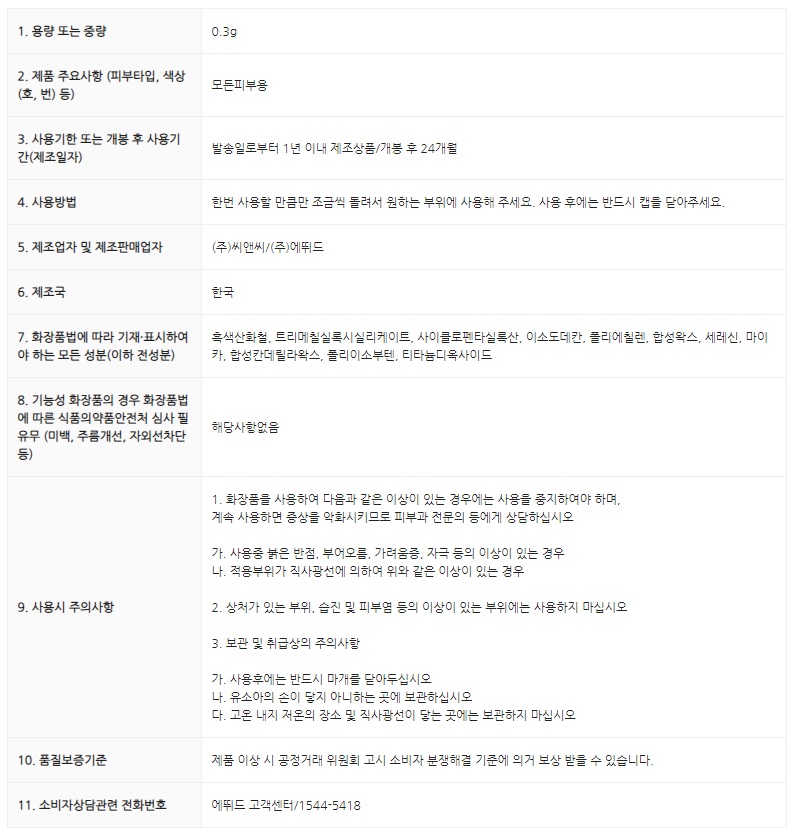 1. 용량 또는 중량
0.3g
2. 제품 주요사항 (피부타입, 색상
(호, 번) 등)
모든피부용
3. 사용기한 또는 개봉 후 사용기
간(제조일자)
발송일로부터 1년 이내 제조상품/개봉 후 24개월
4. 사용방법
한번 사용할 만큼만 조금씩 돌려서 원하는 부위에 사용해 주세요. 사용 후에는 반드시 캡을 닫아주세요.
5. 제조업자 및 제조판매업자
(주)씨앤씨/(주)에뛰드
6. 제조국
한국
7. 화장품법에 따라 기재·표시하여
야 하는 모든 성분(이하 전성분)
흑색산화철, 트리메칠실록시실리케이트, 사이클로펜타실록산, 이소도데칸, 폴리에칠렌, 합성왁스, 세레신, 마이
카, 합성칸데릴라왁스, 폴리이소부텐, 티타늄디옥사이드
8. 기능성 화장품의 경우 화장품법
에 따른 식품의약품안전처 심사 필
유무 (미백, 주름개선, 자외선차단
등)
해당사항없음
9. 사용시 주의사항
1. 화장품을 사용하여 다음과 같은 이상이 있는 경우에는 사용을 중지하여야 하며,
계속 사용하면 증상을 악화시키므로 피부과 전문의 등에게 상담하십시오
가. 사용중 붉은 반점, 부어오름, 가려움증, 자극 등의 이상이 있는 경우
나. 적용부위가 직사광선에 의하여 위와 같은 이상이 있는 경우
2. 상처가 있는 부위, 습진 및 피부염 등의 이상이 있는 부위에는 사용하지 마십시오
3. 보관 및 취급상의 주의사항
가. 사용후에는 반드시 마개를 닫아두십시오
나. 유소아의 손이 닿지 아니하는 곳에 보관하십시오
다. 고온 내지 저온의 장소 및 직사광선이 닿는 곳에는 보관하지 마십시오
10. 품질보증기준
제품 이상 시 공정거래 위원회 고시 소비자 분쟁해결 기준에 의거 보상 받을 수 있습니다.
11. 소비자상담관련 전화번호
에뛰드 고객센터/1544-5418